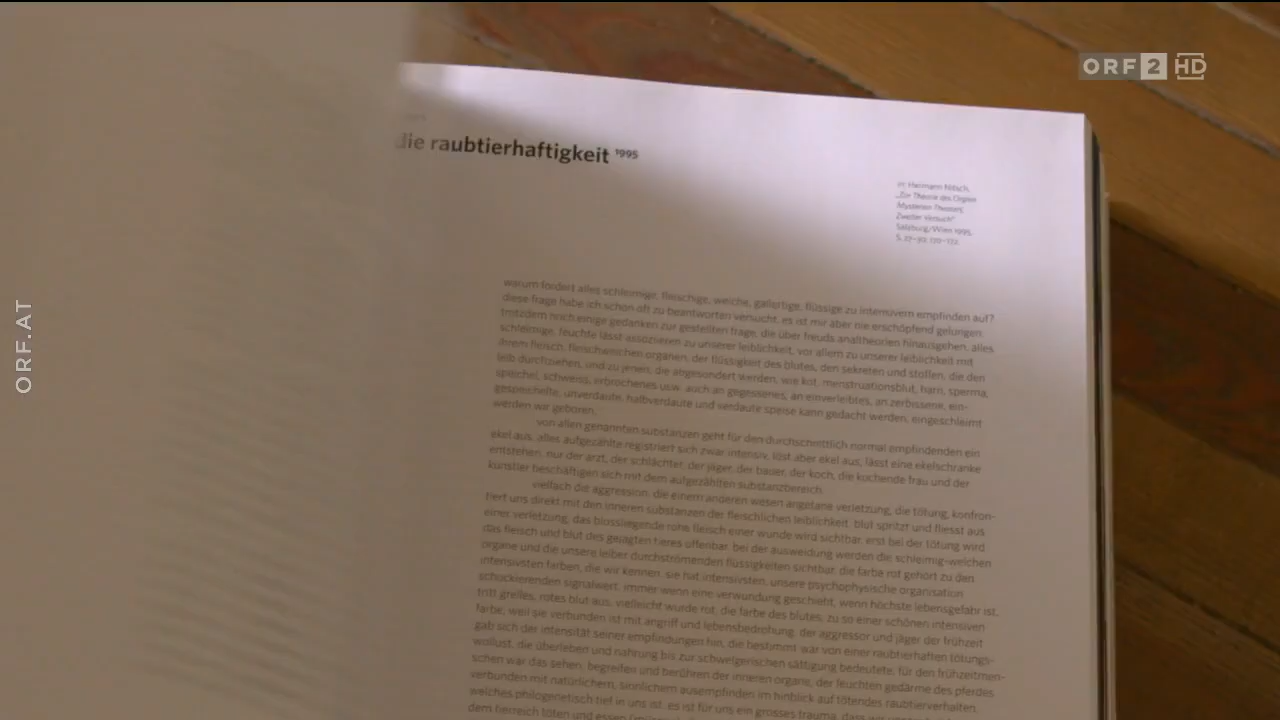 ORF 2 HD
ORF.AT
die raubtierhaftigkeit 1995
in: Hermann Nitsch,
„Zur Theorie des Orgien
Mysterien Theaters,
Zweiter Versuch“
Salzburg/Wien 1995,
S.
warum fordert alles schleimige, fleischige, weiche, gallertige, flüssige zu intensivem empfinden auf?
diese frage habe ich schon oft zu beantworten versucht. es ist mir aber nie erschöpfend gelungen.
trotzdem noch einige gedanken zur gestellten frage, die über freuds analtheorien hinausgehen. alles
schleimige, feuchte lässt assoziieren zu unserer leiblichkeit, vor allem zu unserer leiblichkeit mit
ihrem fleisch, fleischweichen organen, der flüssigkeit des blutes, den sekreten und stoffen, die den
leib durchziehen, und zu jenen, die abgesondert werden, wie kot, menstruationsblut, harn, sperma,
speichel, schweiss, erbrochenes usw. auch an gegessenes, an einverleibtes, an zerbissene, ein-
gespeichelte, unverdaute, halbverdaute und verdaute speise kann gedacht werden. eingeschleimt
werden wir geboren.
von allen genannten substanzen geht für den durchschnittlich normal empfindenden ein
ekel aus. alles aufgezählte registriert sich zwar intensiv, löst aber ekel aus, lässt eine ekelschranke
entstehen. nur der arzt, der schlächter, der jäger, der bauer, der koch, die kochende frau und der
künstler beschäftigen sich mit dem aufgezählten substanzbereich.
vielfach die aggression, die einem anderen wesen angetane verletzung, die tötung, konfron-
tiert uns direkt mit den inneren substanzen der fleischlichen leiblichkeit. blut spritzt und fliesst aus
einer verletzung, das blossliegende rohe fleisch einer wunde wird sichtbar. erst bei der tötung wird
das fleisch und blut des gejagten tieres offenbar. bei der ausweidung werden die schleimig-weichen
organe und die unsere leiber durchströmenden flüssigkeiten sichtbar. die farbe rot gehört zu den
intensivsten farben, die wir kennen. sie hat intensivsten, unsere psychophysische organisation
schockierenden signalwert. immer wenn eine verwundung geschieht, wenn höchste lebensgefahr ist,
tritt grelles, rotes blut aus. vielleicht wurde rot, die farbe des blutes, zu so einer schönen intensiven
farbe, weil sie verbunden ist mit angriff und lebensbedrohung. der aggressor und jäger der frühzeit
gab sich der intensität seiner empfindungen hin, die bestimmt war von einer raubtierhaften tötungs-
wollust, die überleben und nahrung bis zur schwelgerischen sättigung bedeutete. für den frühzeitmen-
schen war das sehen, begreifen und berühren der inneren organe, der feuchten gedärme des pferdes
verbunden mit natürlichem, sinnlichem ausempfinden im hinblick auf tötendes raubtierverhalten,
welches philogenetisch tief in uns ist. es ist für uns ein grosses trauma, dass wir
dem tierreich töten und essen